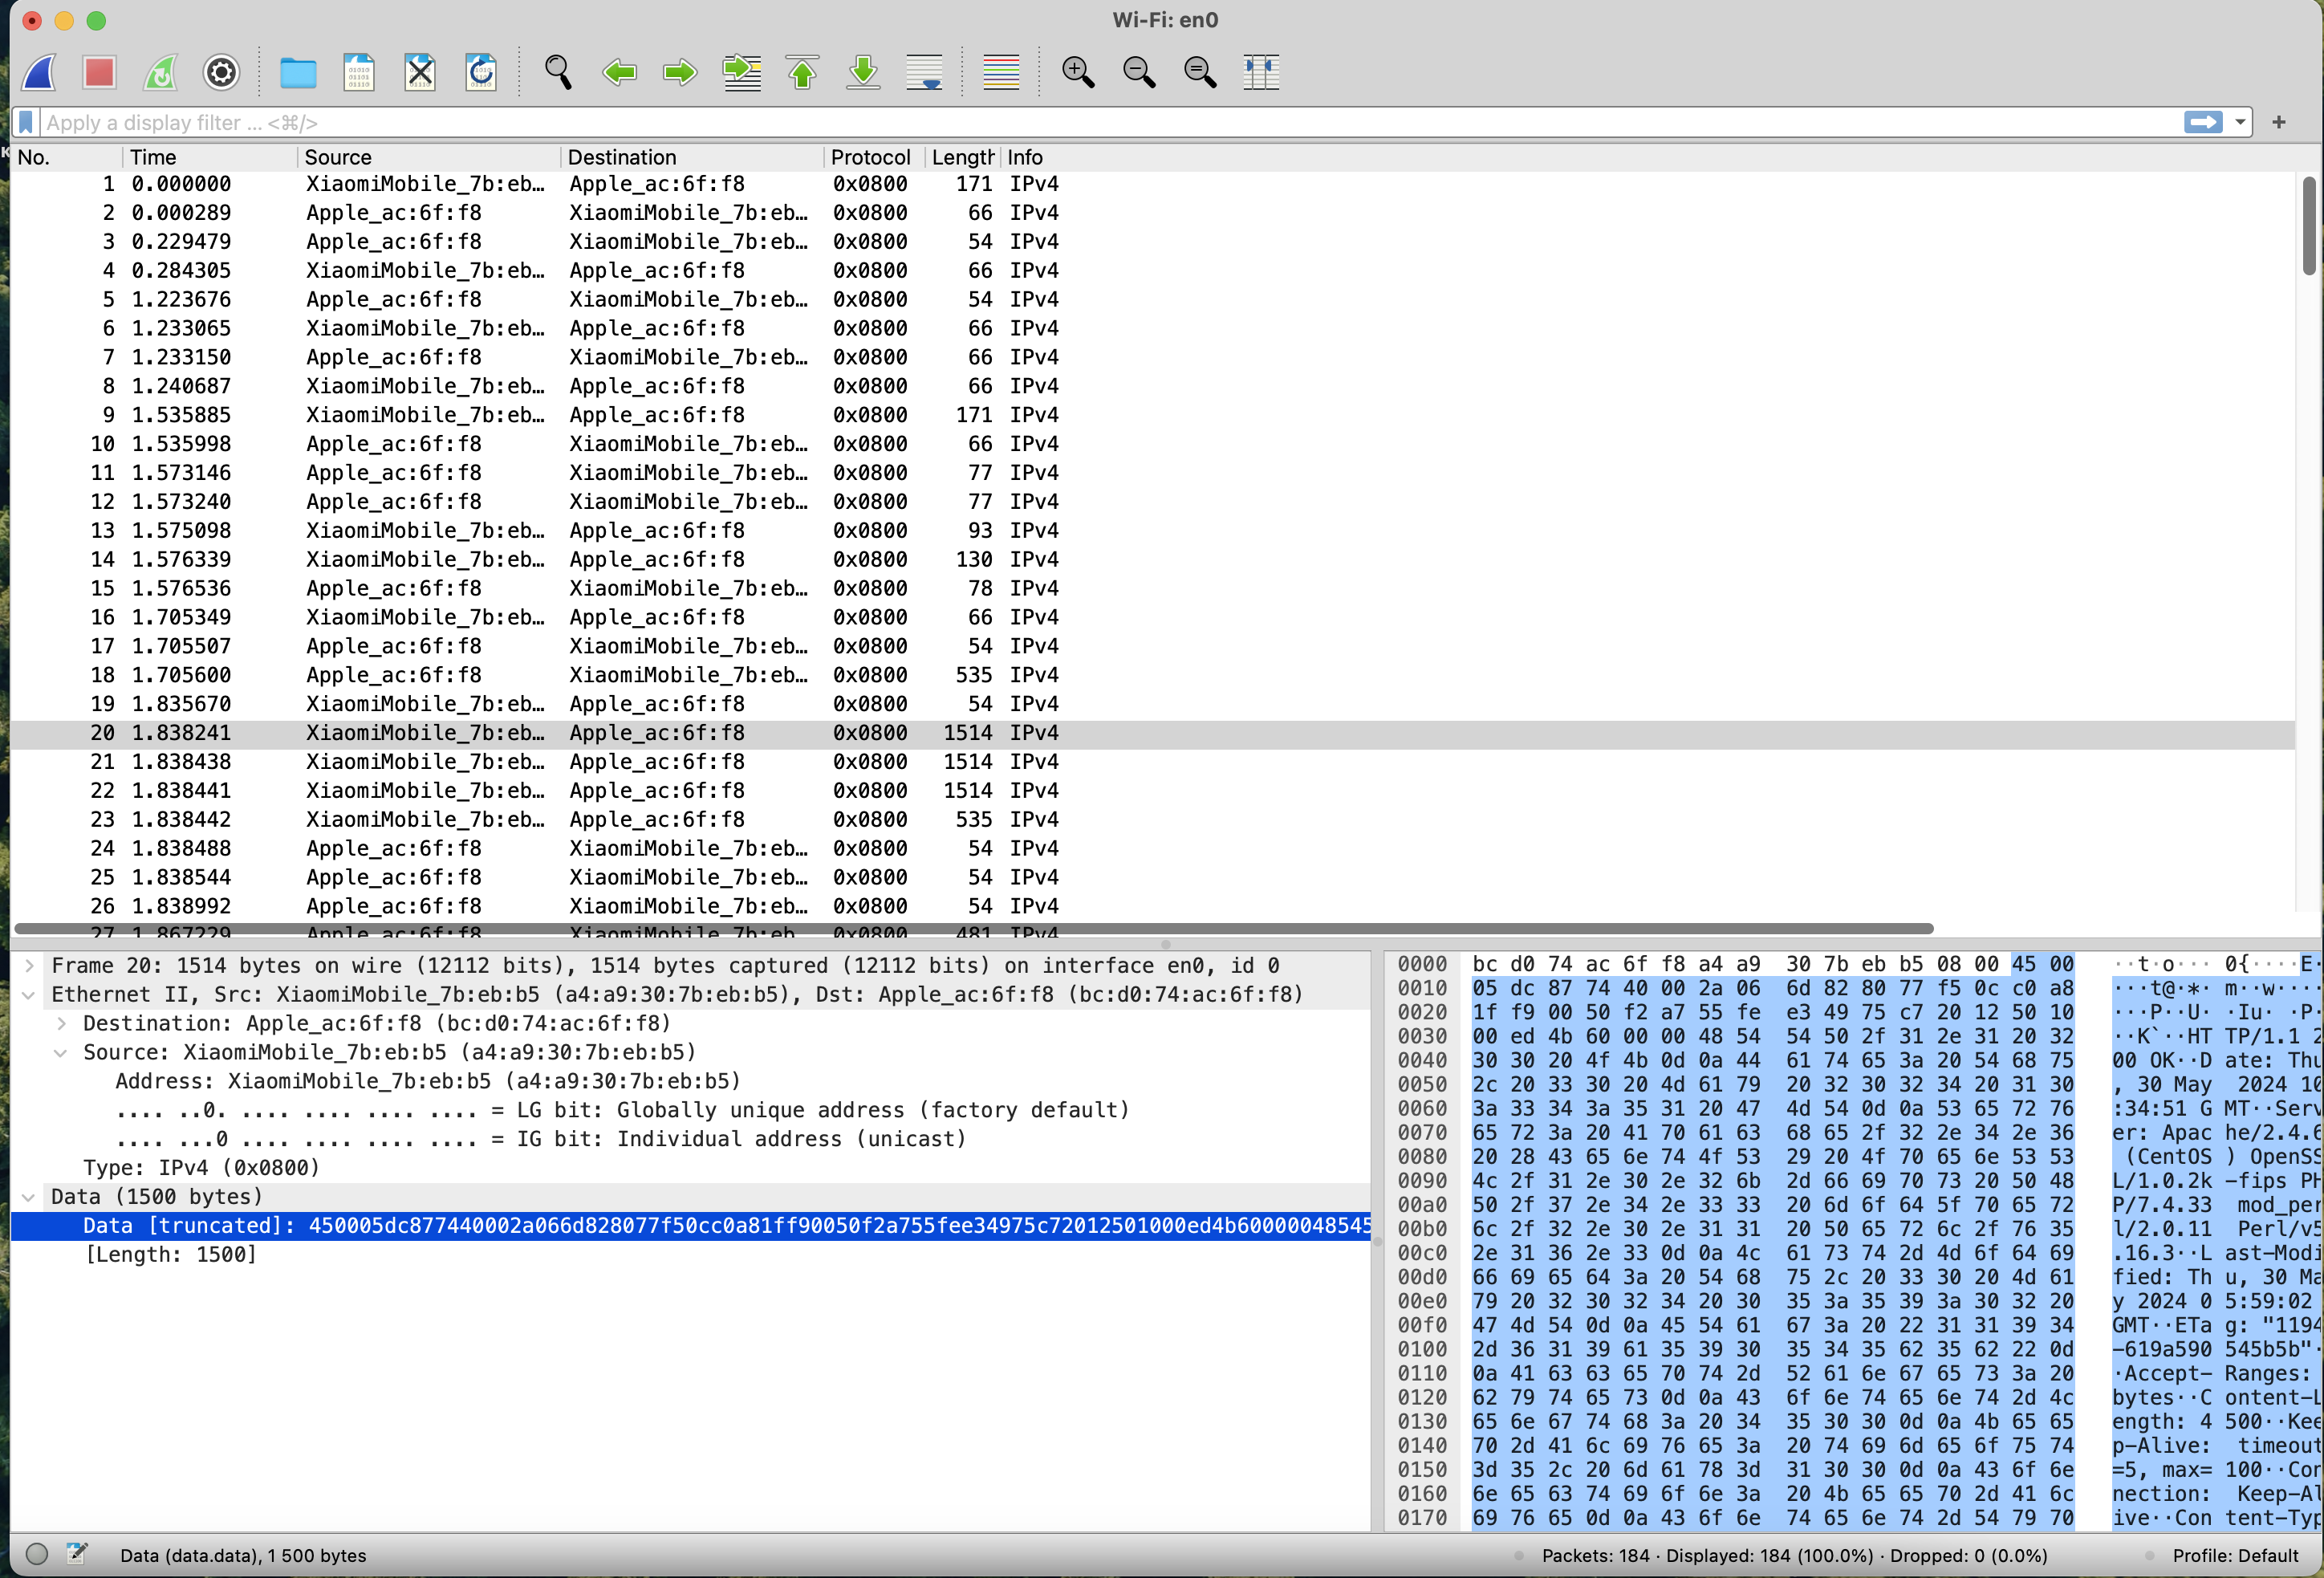 Wi-Fi: en0
Apply a display filter ... <⌘/>
+
No. Time Source Destination Protocol Length Info
1 0.000000 XiaomiMobile_7b:eb… Apple_ac:6f:f8 0x0800 171 IPv4
2 0.000289 Apple_ac:6f:f8 XiaomiMobile_7b:eb… 0x0800 66 IPv4
3 0.229479 Apple_ac:6f:f8 XiaomiMobile_7b:eb… 0x0800 54 IPv4
4 0.284305 XiaomiMobile_7b:eb… Apple_ac:6f:f8 0x0800 66 IPv4
5 1.223676 Apple_ac:6f:f8 XiaomiMobile_7b:eb… 0x0800 54 IPv4
6 1.233065 XiaomiMobile_7b:eb… Apple_ac:6f:f8 0x0800 66 IPv4
7 1.233150 Apple_ac:6f:f8 XiaomiMobile_7b:eb… 0x0800 66 IPv4
8 1.240687 XiaomiMobile_7b:eb… Apple_ac:6f:f8 0x0800 66 IPv4
9 1.535885 XiaomiMobile_7b:eb… Apple_ac:6f:f8 0x0800 171 IPv4
10 1.535998 Apple_ac:6f:f8 XiaomiMobile_7b:eb… 0x0800 66 IPv4
11 1.573146 Apple_ac:6f:f8 XiaomiMobile_7b:eb… 0x0800 77 IPv4
12 1.573240 Apple_ac:6f:f8 XiaomiMobile_7b:eb… 0x0800 77 IPv4
13 1.575098 XiaomiMobile_7b:eb… Apple_ac:6f:f8 0x0800 93 IPv4
14 1.576339 XiaomiMobile_7b:eb… Apple_ac:6f:f8 0x0800 130 IPv4
15 1.576536 Apple_ac:6f:f8 XiaomiMobile_7b:eb… 0x0800 78 IPv4
16 1.705349 XiaomiMobile_7b:eb… Apple_ac:6f:f8 0x0800 66 IPv4
17 1.705507 Apple_ac:6f:f8 XiaomiMobile_7b:eb… 0x0800 54 IPv4
18 1.705600 Apple_ac:6f:f8 XiaomiMobile_7b:eb… 0x0800 535 IPv4
19 1.835670 XiaomiMobile_7b:eb… Apple_ac:6f:f8 0x0800 54 IPv4
20 1.838241 XiaomiMobile_7b:eb… Apple_ac:6f:f8 0x0800 1514 IPv4
21 1.838438 XiaomiMobile_7b:eb… Apple_ac:6f:f8 0x0800 1514 IPv4
22 1.838441 XiaomiMobile_7b:eb… Apple_ac:6f:f8 0x0800 1514 IPv4
23 1.838442 XiaomiMobile_7b:eb… Apple_ac:6f:f8 0x0800 535 IPv4
24 1.838488 Apple_ac:6f:f8 XiaomiMobile_7b:eb… 0x0800 54 IPv4
25 1.838544 Apple_ac:6f:f8 XiaomiMobile_7b:eb… 0x0800 54 IPv4
26 1.838992 Apple_ac:6f:f8 XiaomiMobile_7b:eb… 0x0800 54 IPv4
27 1.867229 Apple_ac:6f:f8 XiaomiMobile_7b:eb 0x0800 481 IPv4
Frame 20: 1514 bytes on wire (12112 bits), 1514 bytes captured (12112 bits) on interface en0, id 0
Ethernet II, Src: XiaomiMobile_7b:eb:b5 (a4:a9:30:7b:eb:b5), Dst: Apple_ac:6f:f8 (bc:d0:74:ac:6f:f8)
Destination: Apple_ac:6f:f8 (bc:d0:74:ac:6f:f8)
Source: XiaomiMobile_7b:eb:b5 (a4:a9:30:7b:eb:b5)
Address: XiaomiMobile_7b:eb:b5 (a4:a9:30:7b:eb:b5)
.... ..0. .... .... .... .... = LG bit: Globally unique address (factory default)
.... ...0 .... .... .... .... = IG bit: Individual address (unicast)
Type: IPv4 (0x0800)
Data (1500 bytes)
Data [truncated]: 450005dc877440002a066d828077f50cc0a81ff90050f2a755fee34975c72012501000ed4b60000048545
[Length: 1500]
0000 bc d0 74 ac 6f f8 a4 a9 30 7b eb b5 08 00 45 00 ··t·o··· 0{····E·
0010 05 dc 87 74 40 00 2a 06 6d 82 80 77 f5 0c c0 a8 ···t@·*· m··w····
0020 1f f9 00 50 f2 a7 55 fe e3 49 75 c7 20 12 50 10 ···P··U· ·Iu· ·P·
0030 00 ed 4b 60 00 00 48 54 54 50 2f 31 2e 31 20 32 ··K`··HT TP/1.1 2
0040 30 30 20 4f 4b 0d 0a 44 61 74 65 3a 20 54 68 75 00 OK··D ate: Thu
0050 2c 20 33 30 20 4d 61 79 20 32 30 32 34 20 31 30 , 30 May 2024 10
0060 3a 33 34 3a 35 31 20 47 4d 54 0d 0a 53 65 72 76 :34:51 G MT··Serv
0070 65 72 3a 20 41 70 61 63 68 65 2f 32 2e 34 2e 36 er: Apac he/2.4.6
0080 20 28 43 65 6e 74 4f 53 29 20 4f 70 65 6e 53 53 (CentOS ) OpenSS
0090 4c 2f 31 2e 30 2e 32 6b 2d 66 69 70 73 20 50 48 L/1.0.2k -fips PH
00a0 50 2f 37 2e 34 2e 33 33 20 6d 6f 64 5f 70 65 72 P/7.4.33 mod_per
00b0 6c 2f 32 2e 30 2e 31 31 20 50 65 72 6c 2f 76 35 l/2.0.11 Perl/v5
00c0 2e 31 36 2e 33 0d 0a 4c 61 73 74 2d 4d 6f 64 69 .16.3··L ast-Modi
00d0 66 69 65 64 3a 20 54 68 75 2c 20 33 30 20 4d 61 fied: Th u, 30 Ma
00e0 79 20 32 30 32 34 20 30 35 3a 35 39 3a 30 32 20 y 2024 0 5:59:02
00f0 47 4d 54 0d 0a 45 54 61 67 3a 20 22 31 31 39 34 GMT··ETa g: "1194
0100 2d 36 31 39 61 35 39 30 35 34 35 62 35 62 22 0d -619a590 545b5b"·
0110 0a 41 63 63 65 70 74 2d 52 61 6e 67 65 73 3a 20 ·Accept- Ranges:
0120 62 79 74 65 73 0d 0a 43 6f 6e 74 65 6e 74 2d 4c bytes··C ontent-L
0130 65 6e 67 74 68 3a 20 34 35 30 30 0d 0a 4b 65 65 ength: 4 500··Kee
0140 70 2d 41 6c 69 76 65 3a 20 74 69 6d 65 6f 75 74 p-Alive: timeout
0150 3d 35 2c 20 6d 61 78 3d 31 30 30 0d 0a 43 6f 6e =5, max= 100··Con
0160 6e 65 63 74 69 6f 6e 3a 20 4b 65 65 70 2d 41 6c nection: Keep-Al
0170 69 76 65 0d 0a 43 6f 6e 74 65 6e 74 2d 54 79 70 ive··Con tent-Typ
Data (data.data), 1 500 bytes
Packets: 184 · Displayed: 184 (100.0%) · Dropped: 0 (0.0%)
Profile: Default